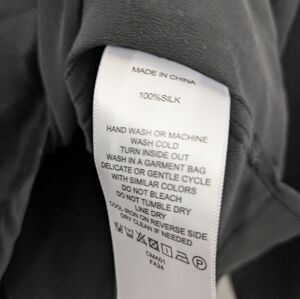 MADE IN CHINA
100%SILK
HAND WASH OR MACHINE
WASH COLD
TURN INSIDE OUT
WASH IN A GARMENT BAG
DELICATE OR GENTLE CYCLE
WITH SIMILAR COLORS
DO NOT BLEACH
DO NOT TUMBLE DRY
LINE DRY
COOL IRON ON REVERSE SIDE
DRY CLEAN IF NEEDED
CMA01
FA24